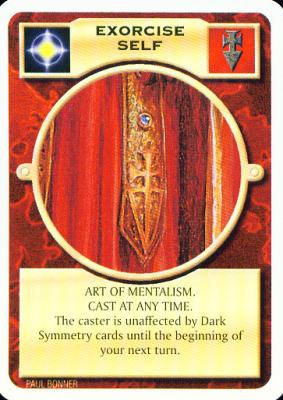 EXORCISE
SELF
ART OF MENTALISM.
CAST AT ANY TIME.
The caster is unaffected by Dark
Symmetry cards until the beginning of
your next turn.
PAUL BONNER